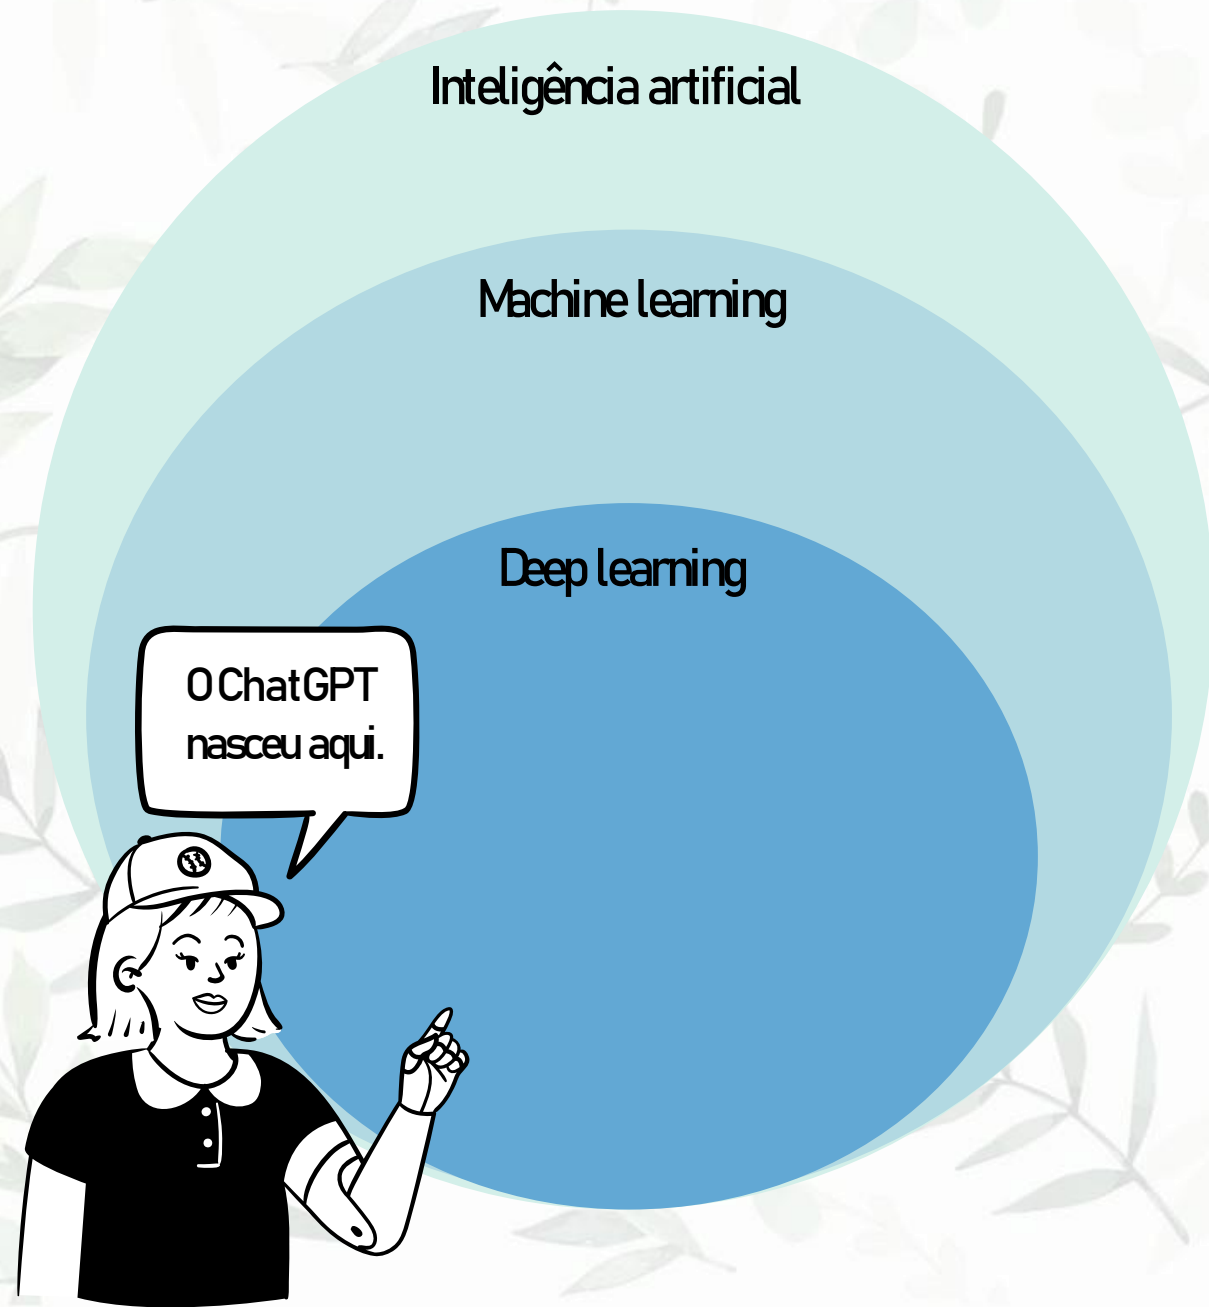 Inteligência artificial
Machine learning
Deep learning
O ChatGPT
nasceu aqui.